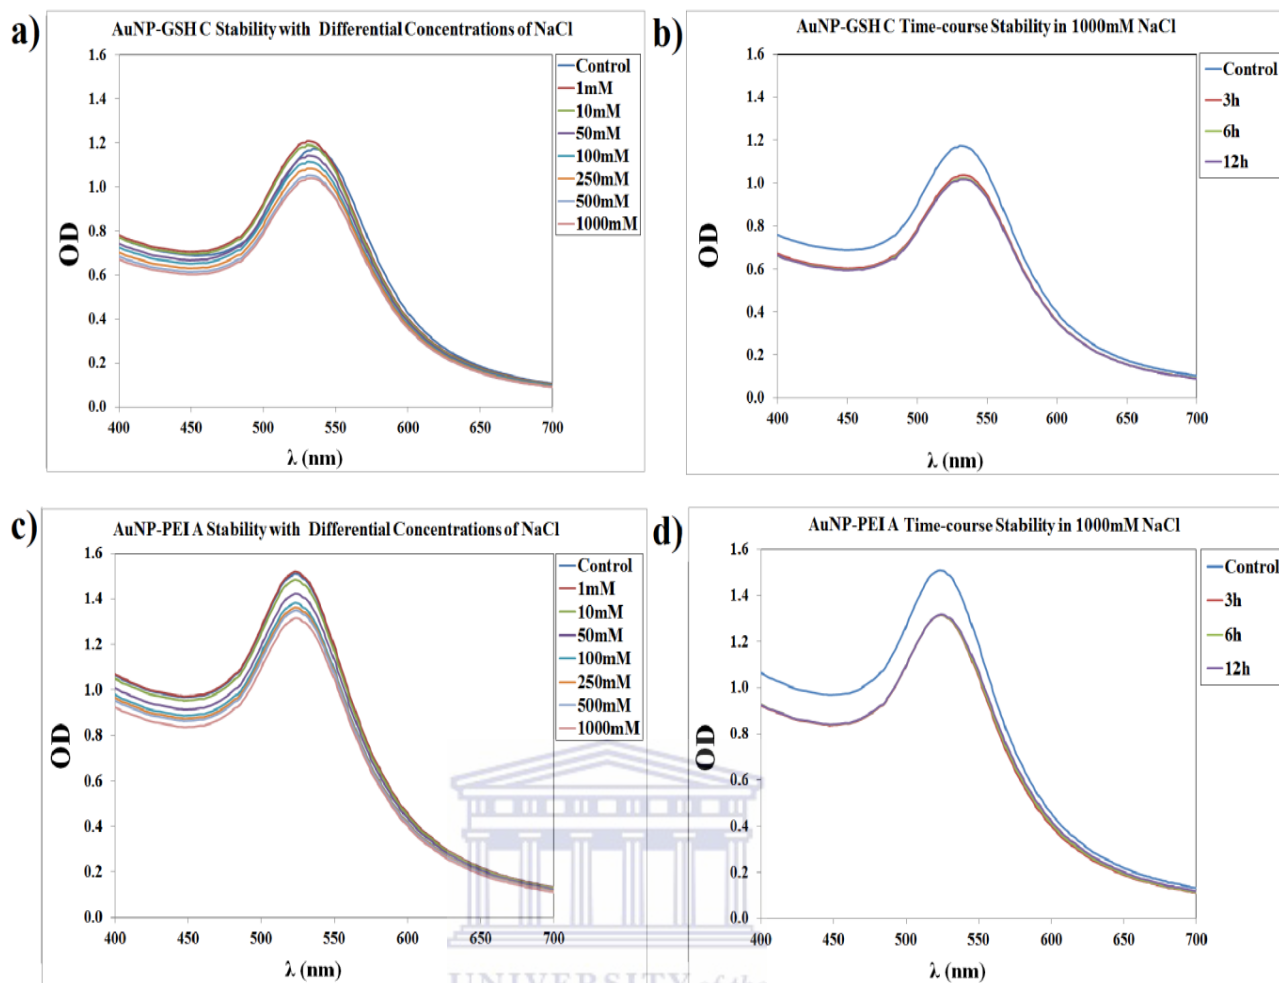 a)
AuNP-GSH C Stability with Differential Concentrations of NaCl
1.6
1.4
1.2
1.0
0.8
0.6
0.4
0.2
0.0
OD
400 450 500 550 600 650 700
λ (nm)
Control
1mM
10mM
50mM
100mM
250mM
500mM
1000mM
b)
AuNP-GSH C Time-course Stability in 1000mM NaCl
1.6
1.4
1.2
1.0
0.8
0.6
0.4
0.2
0.0
OD
400 450 500 550 600 650 700
λ (nm)
Control
3h
6h
12h
c)
AuNP-PEI A Stability with Differential Concentrations of NaCl
1.6
1.4
1.2
1.0
0.8
0.6
0.4
0.2
0.0
OD
400 450 500 550 600 650 700
λ (nm)
Control
1mM
10mM
50mM
100mM
250mM
500mM
1000mM
d)
AuNP-PEI A Time-course Stability in 1000mM NaCl
1.6
1.4
1.2
1.0
0.8
0.6
0.4
0.2
0.0
OD
400 450 500 550 600 650 700
λ (nm)
Control
3h
6h
12h
UNIVERSITY of the